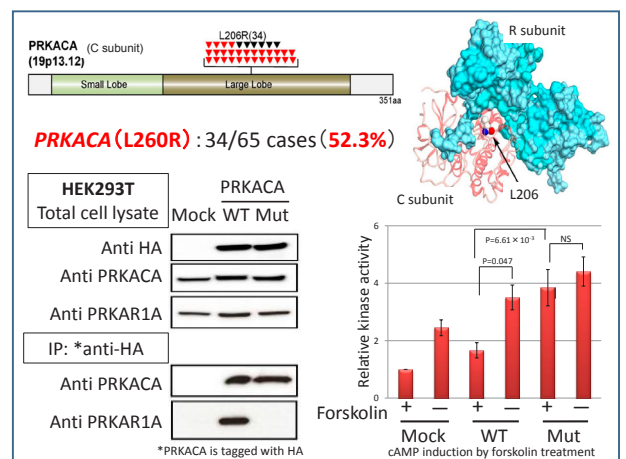 L206R(34)
PRKACA (C subunit)
(19p13.12)
Small Lobe
Large Lobe
351aa
R subunit
L206
C subunit
PRKACA (L260R) : 34/65 cases (52.3%)
HEK293T
Total cell lysate
PRKACA
Mock WT Mut
Anti HA
Anti PRKACA
Anti PRKAR1A
IP: *anti-HA
Anti PRKACA
Anti PRKAR1A
*PRKACA is tagged with HA
Relative kinase activity
6
4
2
0
P=6.61×10⁻³
NS
P=0.047
Forskolin + − + − + −
Mock WT Mut
cAMP induction by forskolin treatment